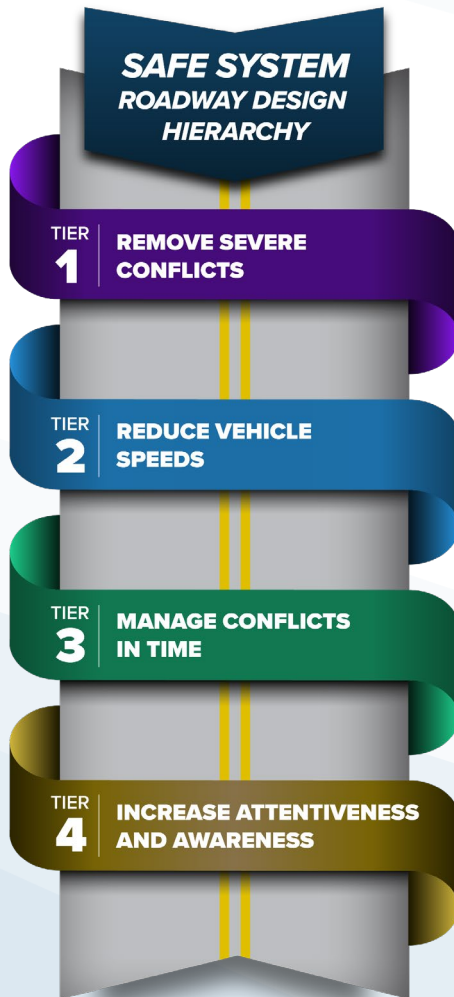 SAFE SYSTEM
ROADWAY DESIGN
HIERARCHY
TIER
1
REMOVE SEVERE
CONFLICTS
TIER
2
REDUCE VEHICLE
SPEEDS
TIER
3
MANAGE CONFLICTS
IN TIME
TIER
4
INCREASE ATTENTIVENESS
AND AWARENESS